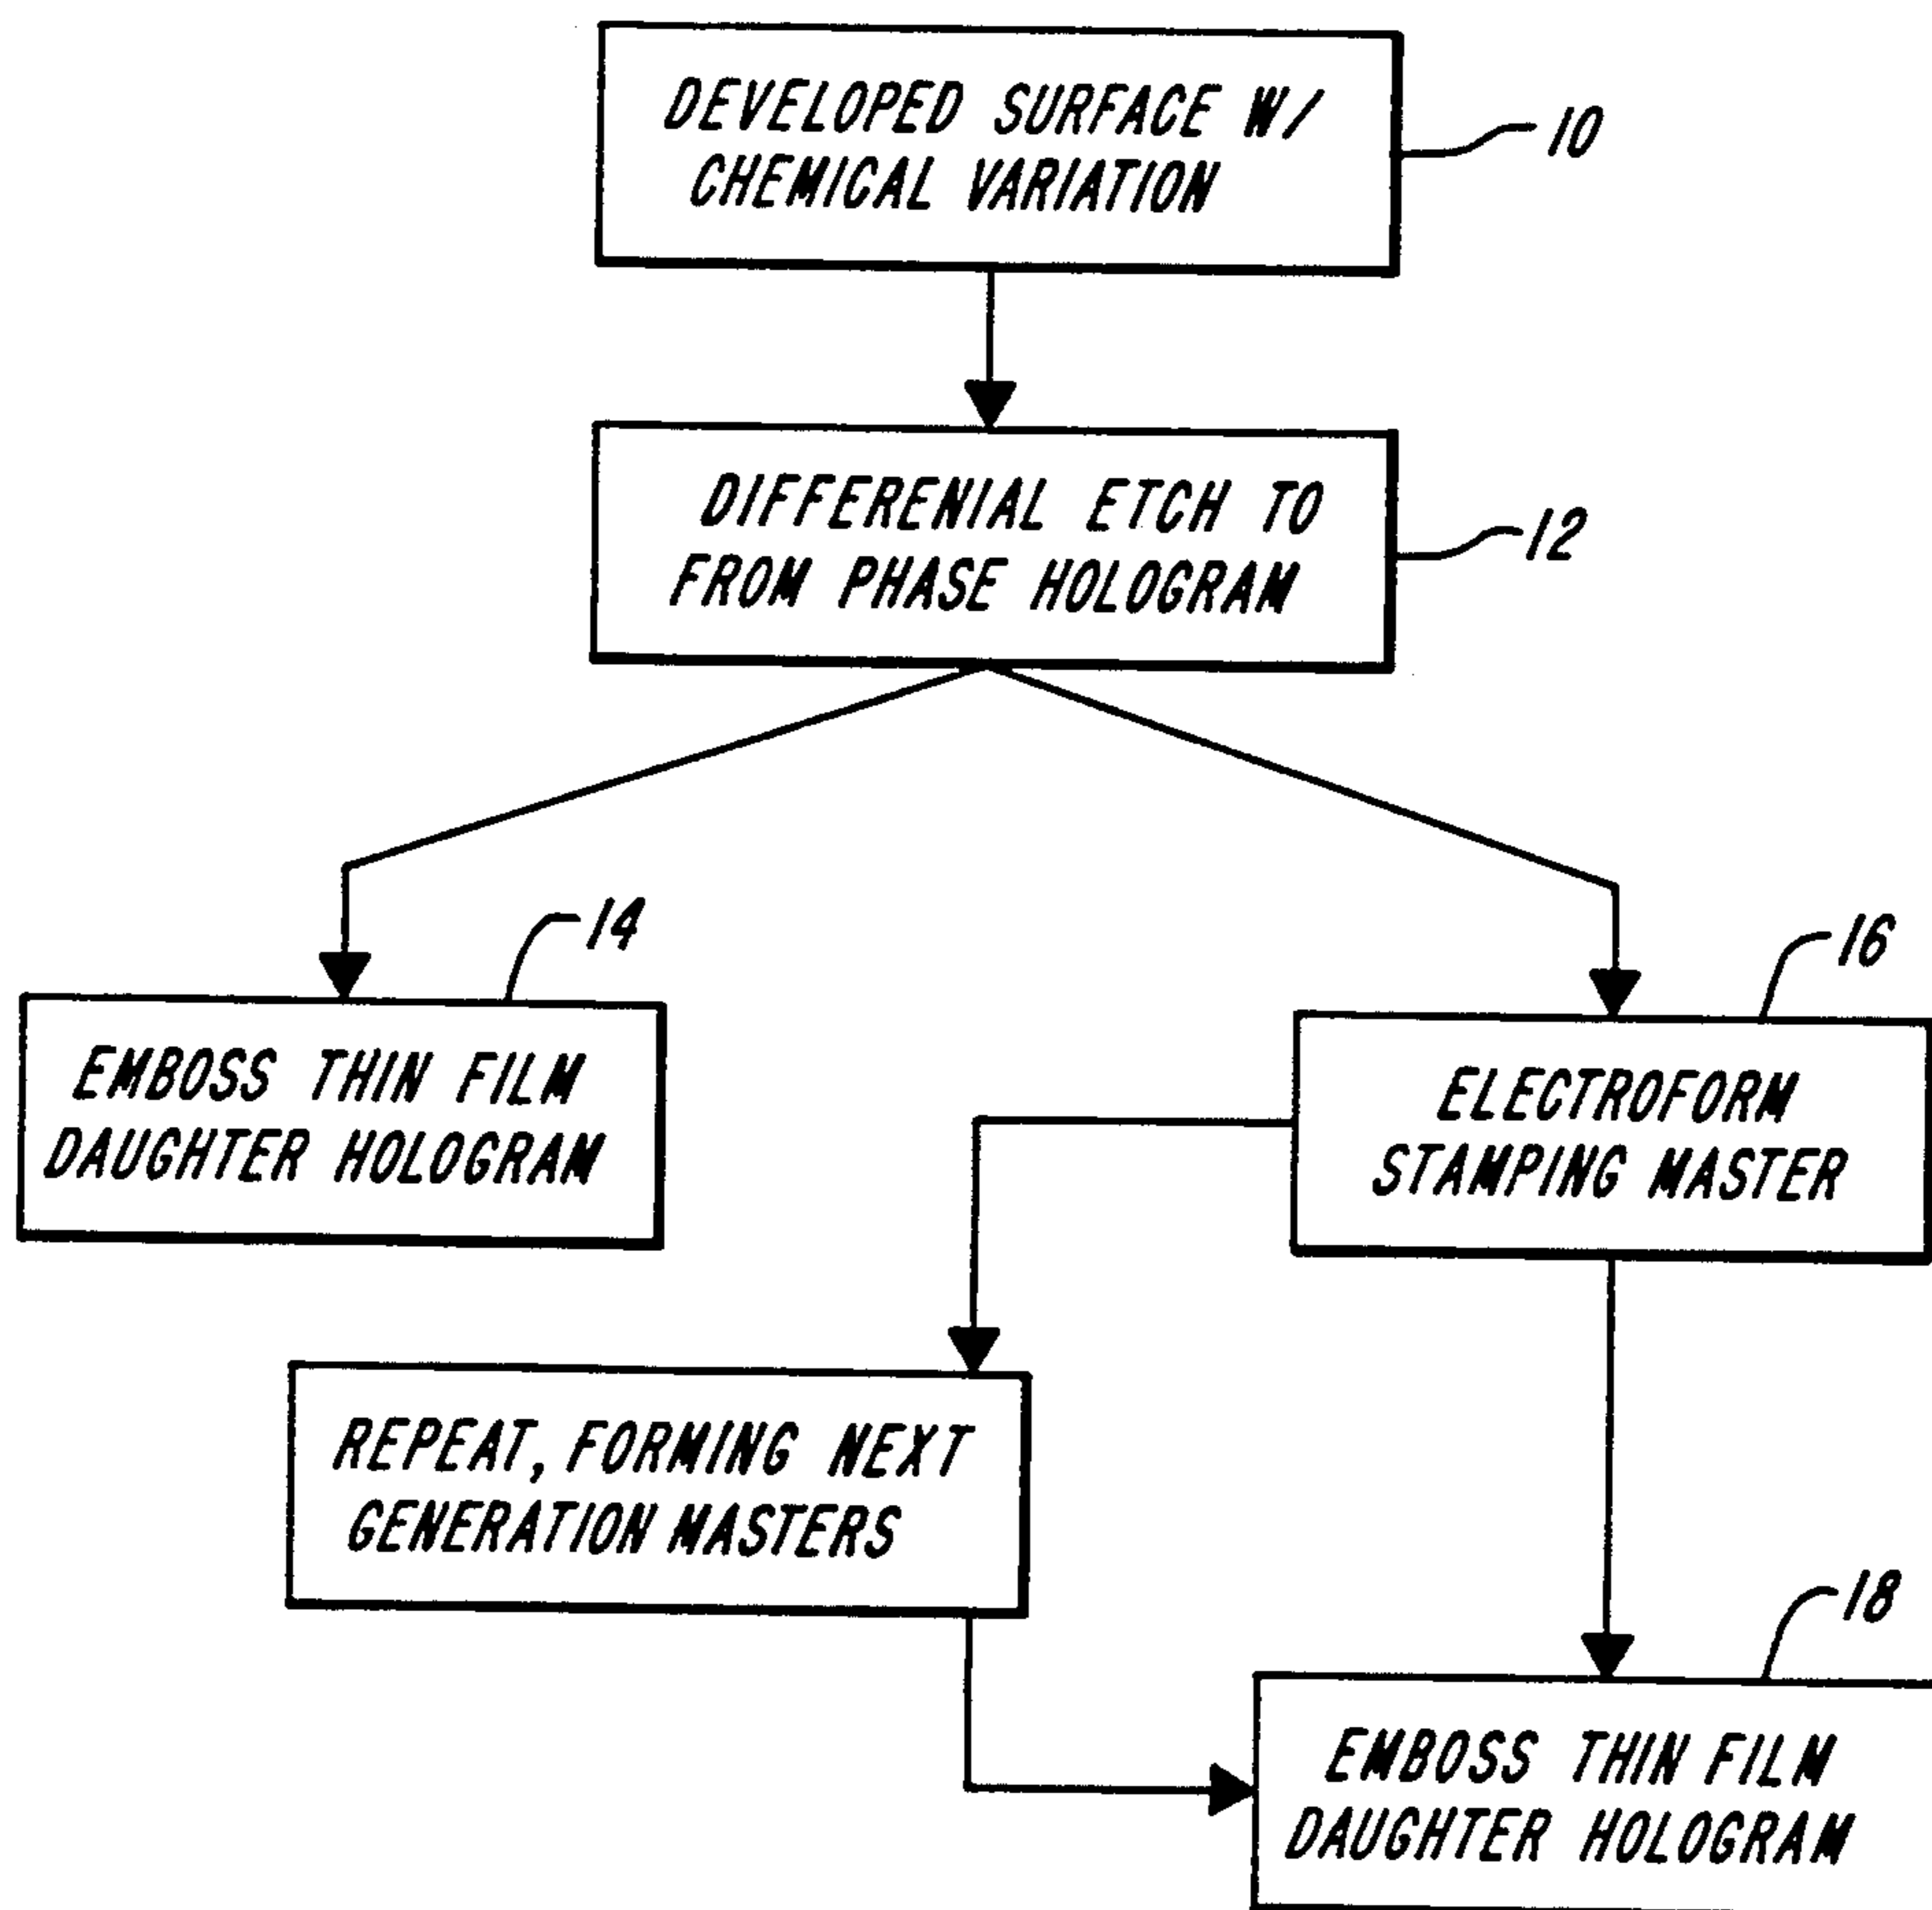 DEVELOPED SURFACE W/
CHEMICAL VARIATION
10
DIFFERENIAL ETCH TO
FROM PHASE HOLOGRAM
12
14
EMBOSS THIN FILM
DAUGHTER HOLOGRAM
16
ELECTROFORM
STAMPING MASTER
REPEAT, FORMING NEXT
GENERATION MASTERS
18
EMBOSS THIN FILM
DAUGHTER HOLOGRAM